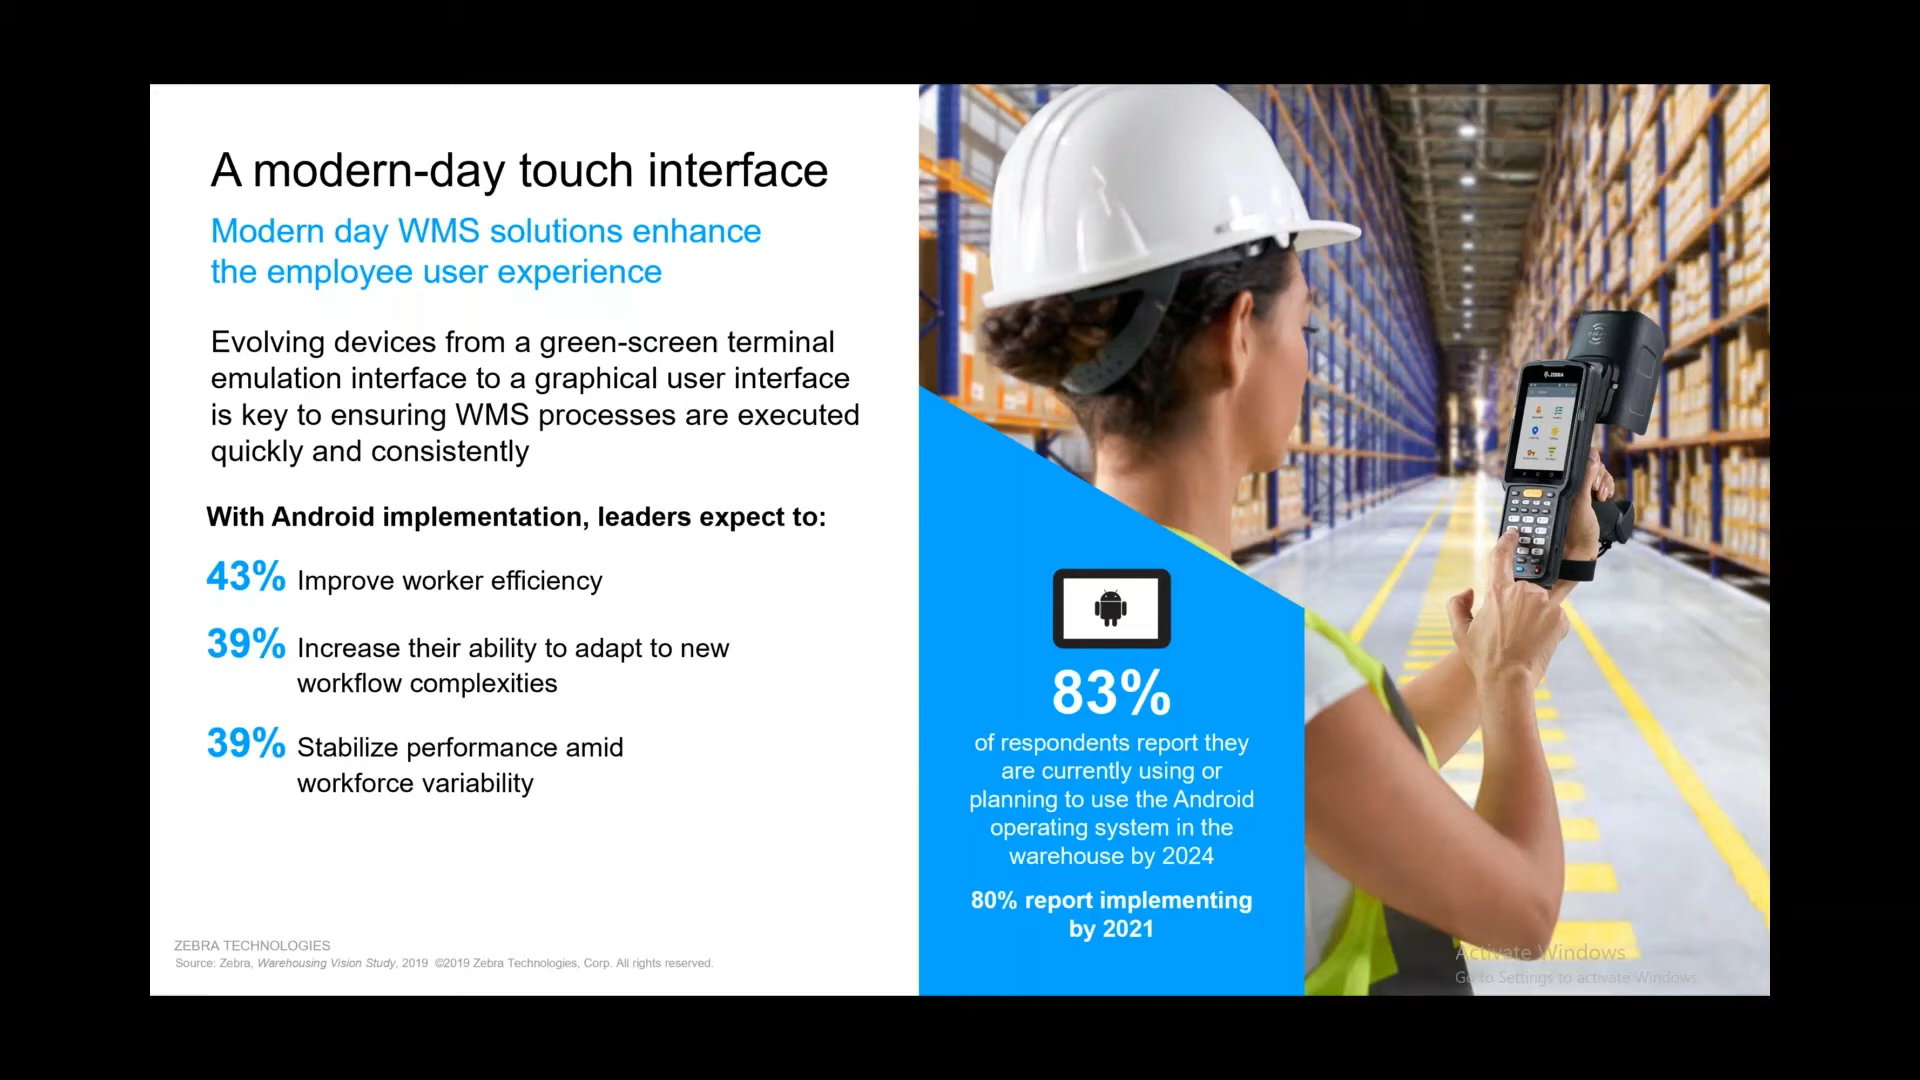 A modern-day touch interface
Modern day WMS solutions enhance
the employee user experience
Evolving devices from a green-screen terminal
emulation interface to a graphical user interface
is key to ensuring WMS processes are executed
quickly and consistently
With Android implementation, leaders expect to:
43% Improve worker efficiency
39% Increase their ability to adapt to new
workflow complexities
39% Stabilize performance amid
workforce variability
ZEBRA TECHNOLOGIES
Source: Zebra, Warehousing Vision Study, 2019 ©2019 Zebra Technologies, Corp. All rights reserved.
83%
of respondents report they
are currently using or
planning to use the Android
operating system in the
warehouse by 2024
80% report implementing
by 2021
ZEBRA
Activate Windows
Go to Settings to activate Windows